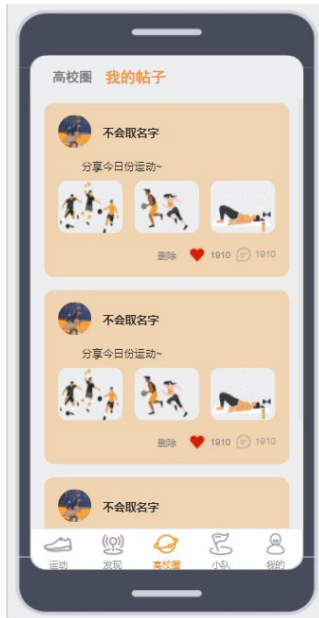 高校圈 我的帖子
不会取名字
分享今日份运动~
删除 1910 1910
不会取名字
分享今日份运动~
删除 1910 1910
不会取名字
运动 发现 高校圈 小队 我的